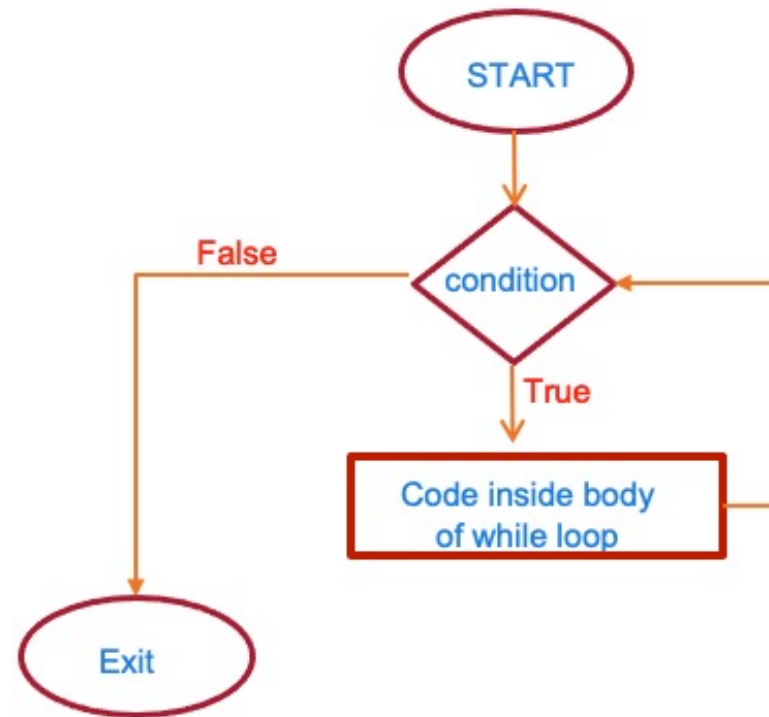 START
False
condition
True
Code inside body
of while loop
Exit